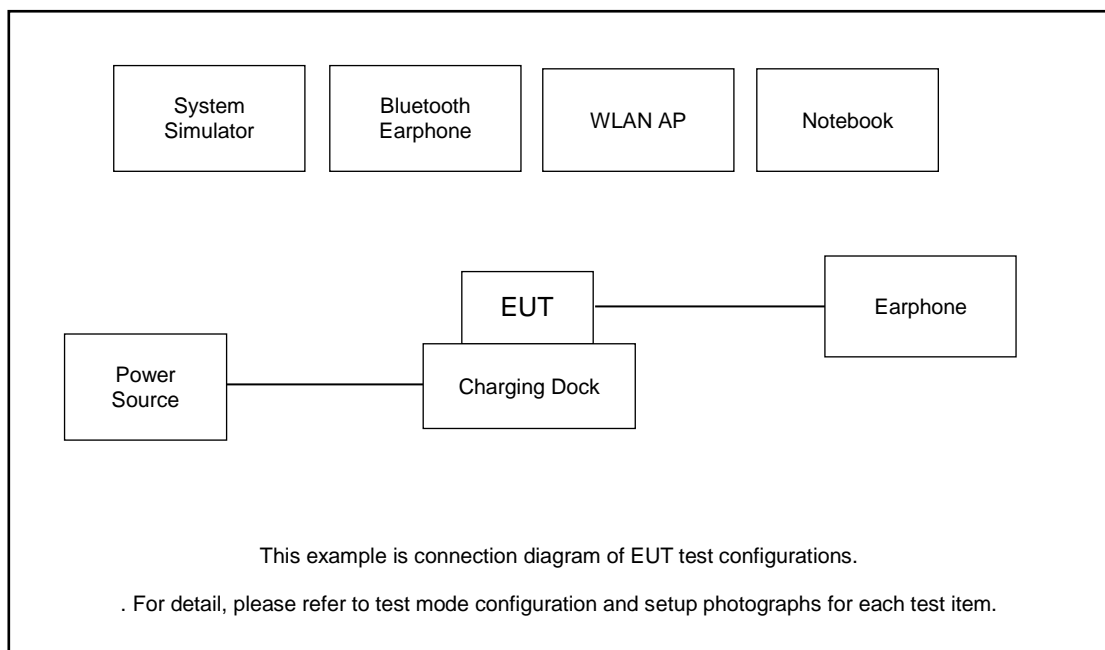 System
Simulator
Bluetooth
Earphone
WLAN AP
Notebook
EUT
Earphone
Power
Source
Charging Dock
This example is connection diagram of EUT test configurations.
. For detail, please refer to test mode configuration and setup photographs for each test item.